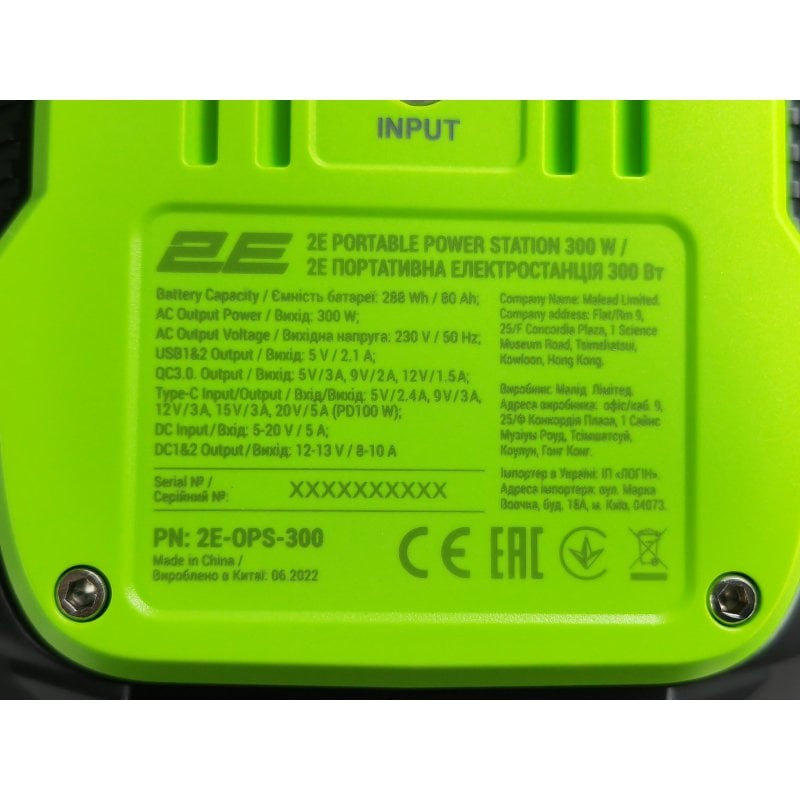 INPUT
2E
2E PORTABLE POWER STATION 300 W /
2E ПОРТАТИВНА ЕЛЕКТРОСТАНЦІЯ 300 Вт
Battery Capacity / Ємність батареї: 288 Wh / 80 Ah;
AC Output Power / Вихід: 300 W;
AC Output Voltage / Вихідна напруга: 230 V / 50 Hz;
USB1&2 Output / Вихід: 5 V / 2.1 A;
QC3.0. Output / Вихід: 5V/3A, 9V/2A, 12V/1.5A;
Type-C Input/Output / Вхід/Вихід: 5V/2.4A, 9V/3A,
12V/3A, 15V/3A, 20V/5A (PD100 W);
DC Input/Вхід: 5-20 V / 5 A;
DC1&2 Output/Вихід: 12-13 V / 8-10 A
Serial № /
Серійний №:
XXXXXXXXXX
Company Name: Malead Limited.
Company address: Flat/Rm 9,
25/F Concordia Plaza, 1 Science
Museum Road, Tsimshatsui,
Kowloon, Hong Kong.
Виробник: Малід Лімітед.
Адреса виробника: офіс/каб. 9,
25/Ф Конкордія Плаза, 1 Сайнс
Музіум Роуд, Тсімшатсуй,
Коулун, Гонг Конг.
Імпортер в Україні: ІП «ЛОГІН».
Адреса імпортера: вул. Марка
Вовчка, буд. 18А, м. Київ, 04073.
PN: 2E-OPS-300
Made in China /
Вироблено в Китаї: 06.2022
CE EAC